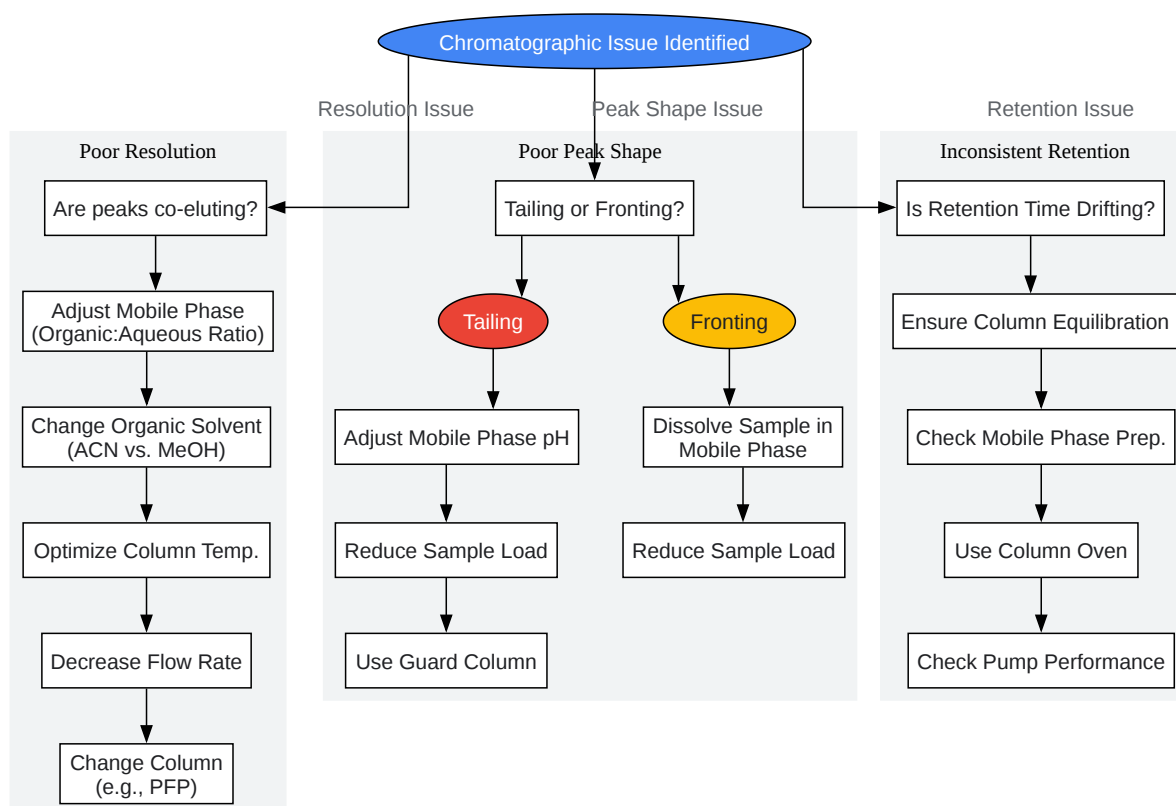 Chromatographic Issue Identified
Resolution Issue
Peak Shape Issue
Retention Issue
Poor Resolution
Are peaks co-eluting?
Adjust Mobile Phase
(Organic:Aqueous Ratio)
Change Organic Solvent
(ACN vs. MeOH)
Optimize Column Temp.
Decrease Flow Rate
Change Column
(e.g., PFP)
Poor Peak Shape
Tailing or Fronting?
Tailing
Adjust Mobile Phase pH
Reduce Sample Load
Use Guard Column
Fronting
Dissolve Sample in
Mobile Phase
Reduce Sample Load
Inconsistent Retention
Is Retention Time Drifting?
Ensure Column Equilibration
Check Mobile Phase Prep.
Use Column Oven
Check Pump Performance